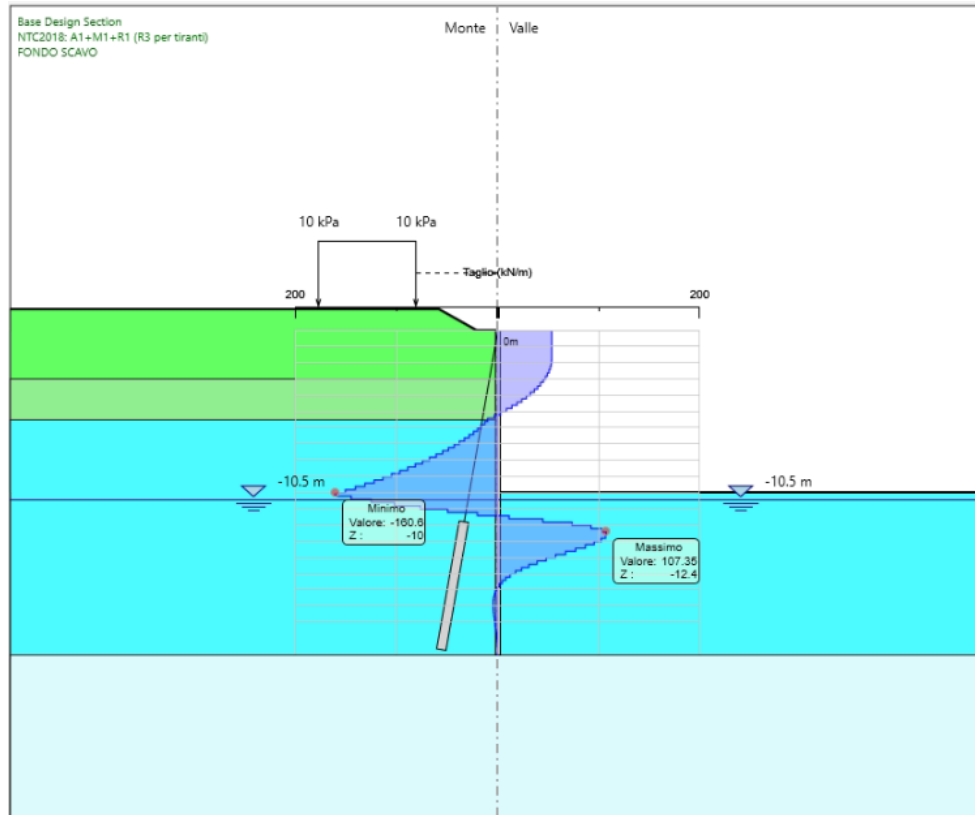 Base Design Section
NTC2018: A1+M1+R1 (R3 per tiranti)
FONDO SCAVO
Monte
Valle
10 kPa
10 kPa
Taglio (kN/m)
200
200
0m
-10.5 m
-10.5 m
Minimo
Valore: -160.6
Z : -10
Massimo
Valore: 107.35
Z : -12.4